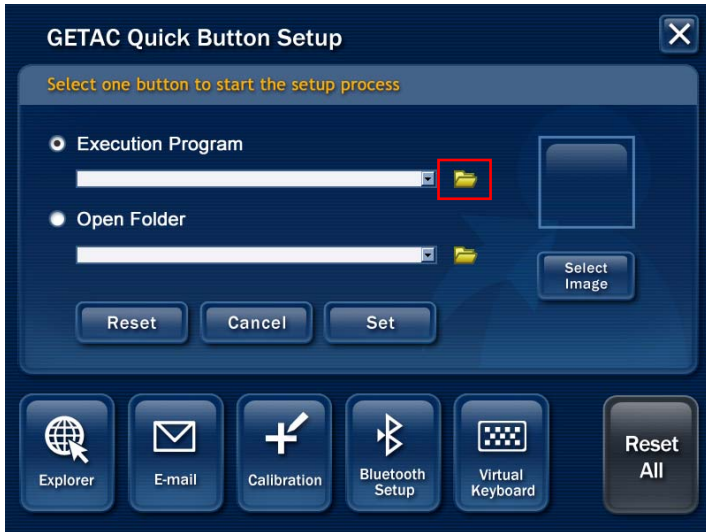 GETAC Quick Button Setup
Select one button to start the setup process
Execution Program
Open Folder
Select
Image
Reset
Cancel
Set
Explorer
E-mail
Calibration
Bluetooth
Setup
Virtual
Keyboard
Reset
All